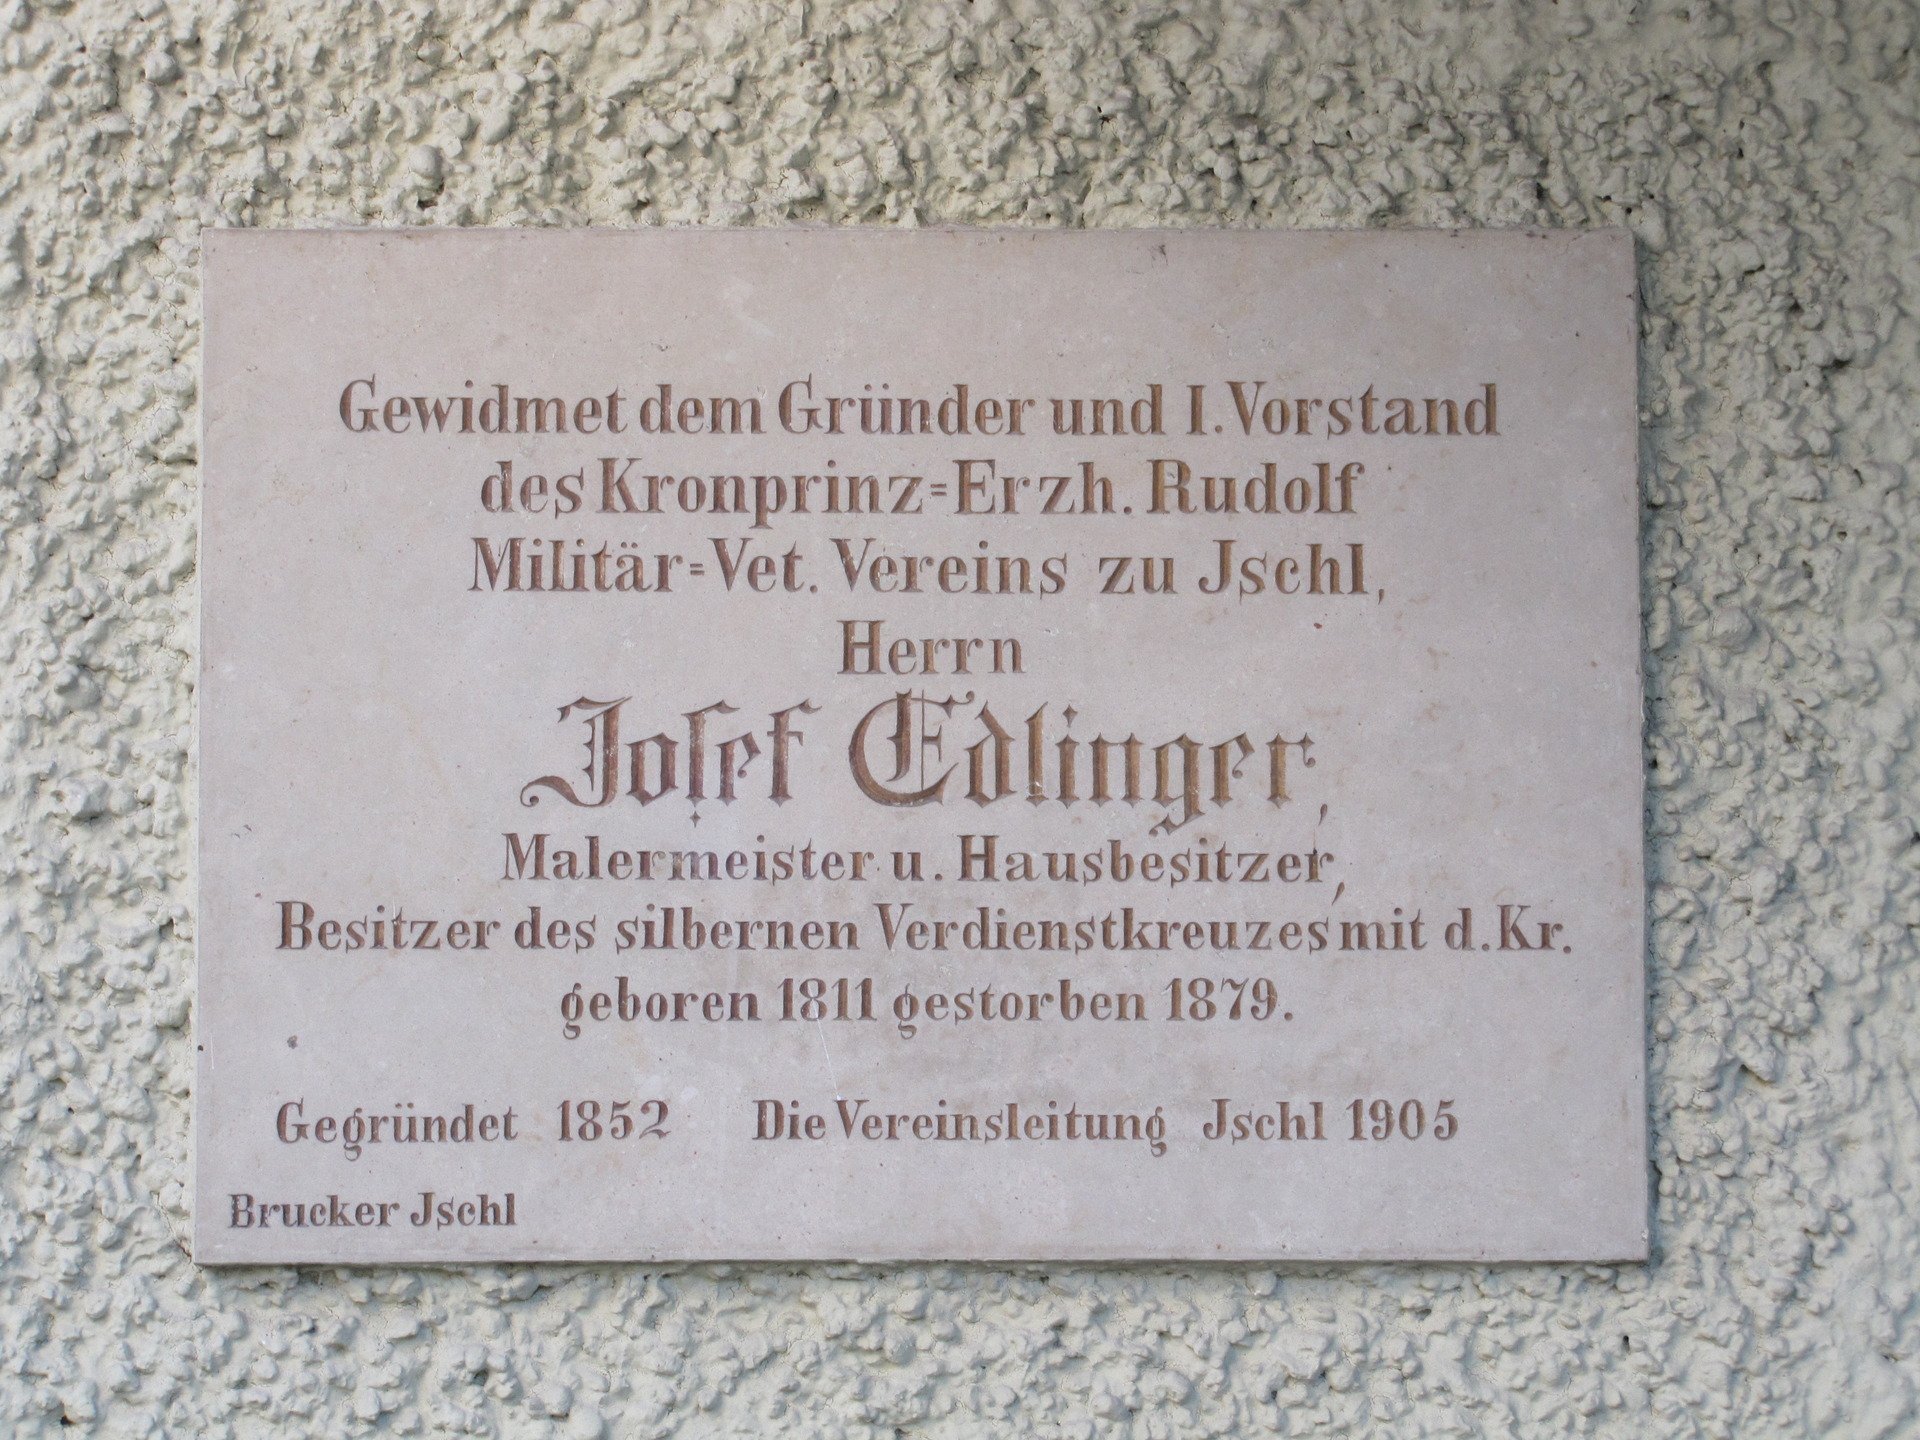 Gewidmet dem Gründer und I. Vorstand
des Kronprinz=Erzh. Rudolf
Militär=Vet. Vereins zu Jschl,
Herrn
Joſef Edlinger,
Malermeister u. Hausbesitzer,
Besitzer des silbernen Verdienstkreuzes mit d. Kr.
geboren 1811 gestorben 1879.
Gegründet 1852 Die Vereinsleitung Jschl 1905
Brucker Jschl